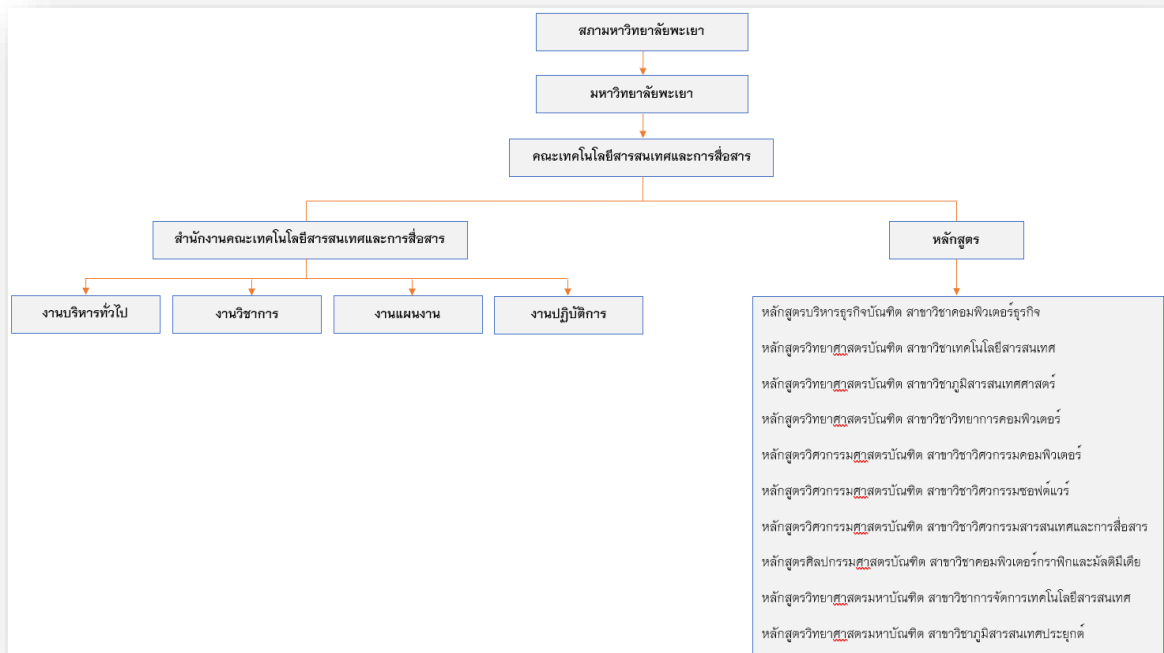 สภามหาวิทยาลัยพะเยา
มหาวิทยาลัยพะเยา
คณะเทคโนโลยีสารสนเทศและการสื่อสาร
สำนักงานคณะเทคโนโลยีสารสนเทศและการสื่อสาร
หลักสูตร
งานบริหารทั่วไป
งานวิชาการ
งานแผนงาน
งานปฏิบัติการ
หลักสูตรบริหารธุรกิจบัณฑิต สาขาวิชาคอมพิวเตอร์ธุรกิจ
หลักสูตรวิทยาศาสตรบัณฑิต สาขาวิชาเทคโนโลยีสารสนเทศ
หลักสูตรวิทยาศาสตรบัณฑิต สาขาวิชาภูมิสารสนเทศศาสตร์
หลักสูตรวิทยาศาสตรบัณฑิต สาขาวิชาวิทยาการคอมพิวเตอร์
หลักสูตรวิศวกรรมศาสตรบัณฑิต สาขาวิชาวิศวกรรมคอมพิวเตอร์
หลักสูตรวิศวกรรมศาสตรบัณฑิต สาขาวิชาวิศวกรรมซอฟต์แวร์
หลักสูตรวิศวกรรมศาสตรบัณฑิต สาขาวิชาวิศวกรรมสารสนเทศและการสื่อสาร
หลักสูตรศิลปกรรมศาสตรบัณฑิต สาขาวิชาคอมพิวเตอร์กราฟิกและมัลติมีเดีย
หลักสูตรวิทยาศาสตรมหาบัณฑิต สาขาวิชาการจัดการเทคโนโลยีสารสนเทศ
หลักสูตรวิทยาศาสตรมหาบัณฑิต สาขาวิชาภูมิสารสนเทศประยุกต์